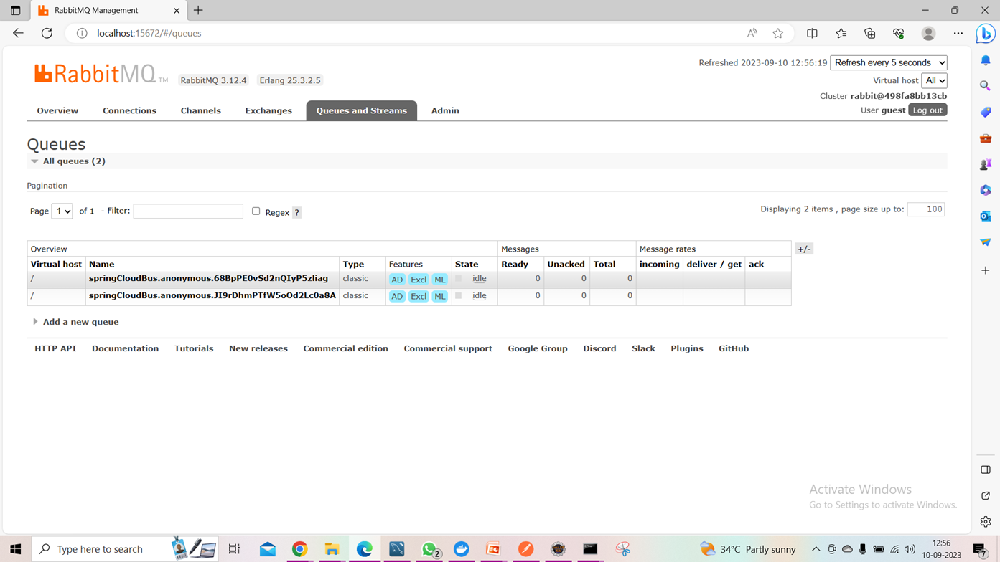 RabbitMQ Management
localhost:15672/#/queues
RabbitMQ TM
RabbitMQ 3.12.4 Erlang 25.3.2.5
Refreshed 2023-09-10 12:56:19 Refresh every 5 seconds
Virtual host All
Cluster rabbit@498fa8bb13cb
User guest Log out
Overview Connections Channels Exchanges Queues and Streams Admin
Queues
All queues (2)
Pagination
Page 1 of 1 - Filter: Regex ? Displaying 2 items , page size up to: 100
Overview Messages Message rates +/-
Virtual host Name Type Features State Ready Unacked Total incoming deliver / get ack
/ springCloudBus.anonymous.68BpPE0vSd2nQIyP5zliag classic AD Excl ML idle 0 0 0
/ springCloudBus.anonymous.JI9rDhmPTfW5oOd2Lc0a8A classic AD Excl ML idle 0 0 0
Add a new queue
HTTP API Documentation Tutorials New releases Commercial edition Commercial support Google Group Discord Slack Plugins GitHub
Activate Windows
Go to Settings to activate Windows.
Type here to search 2 34°C Partly sunny 12:56
10-09-2023 7